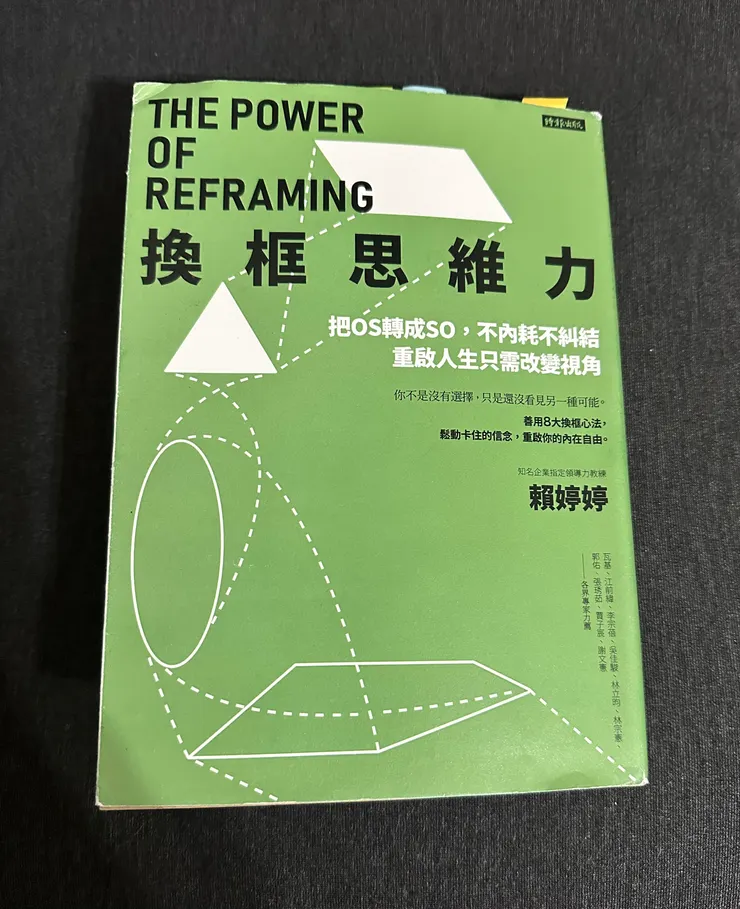 THE POWER
OF
REFRAMING
時報出版
換框思維力
把OS轉成SO，不內耗不糾結
重啟人生只需改變視角
你不是沒有選擇，只是還沒看見另一種可能。
善用8大換框心法，
鬆動卡住的信念，重啟你的內在自由。
知名企業指定領導力教練
賴婷婷
瓦基、江前緯、李宗蓓、吳佳駿、林立昀、林宗憲、
郭佑、張琇茹、曹子宸、謝文憲
——各界專家力薦